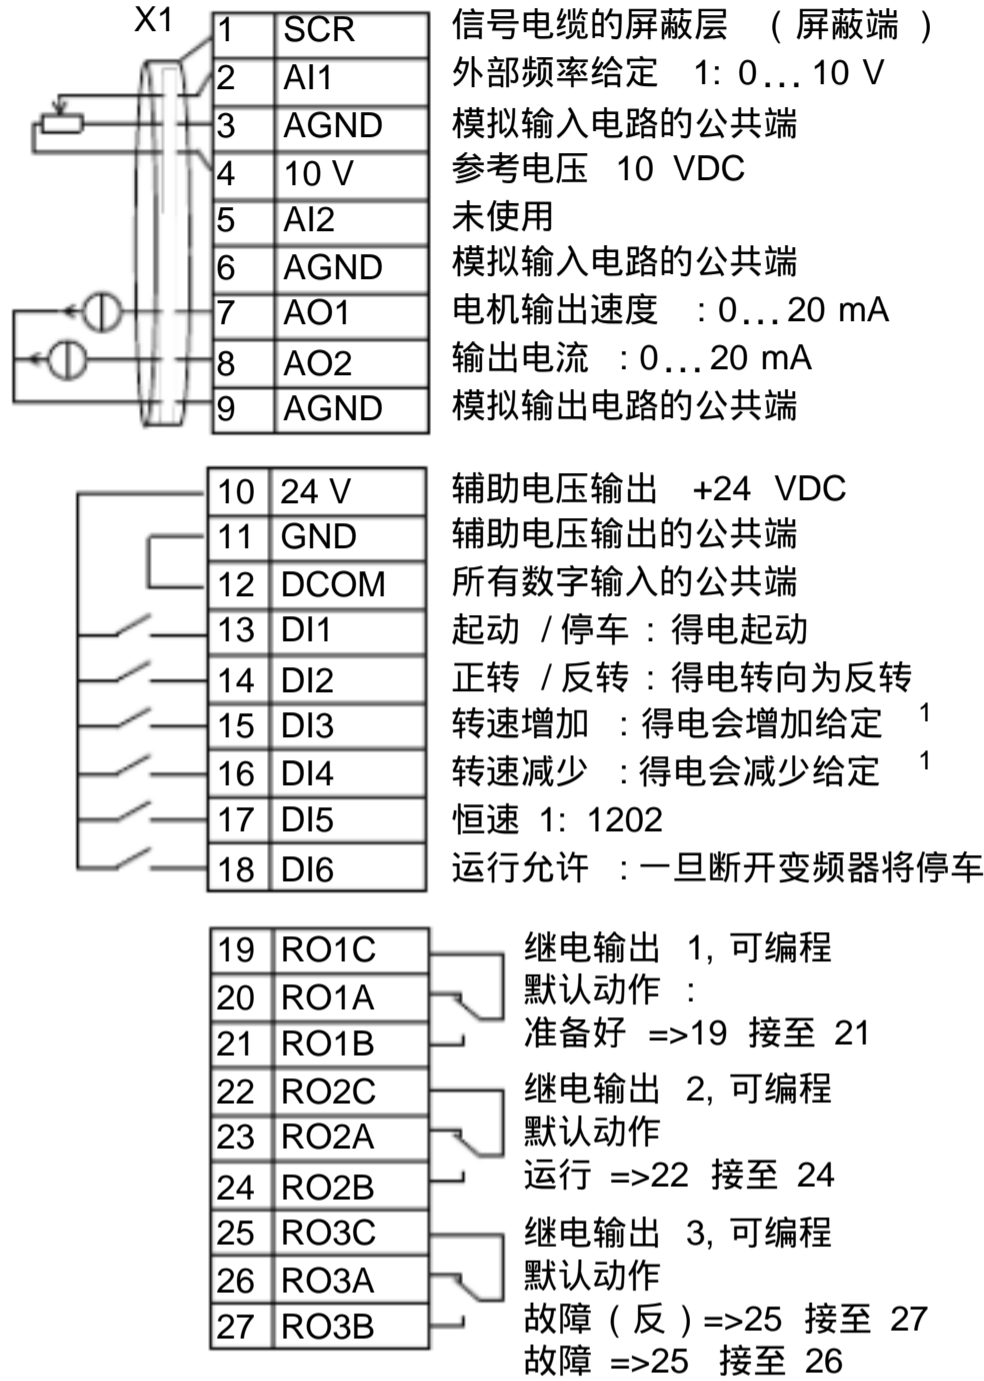 X1
1 SCR 信号电缆的屏蔽层 (屏蔽端)
2 AI1 外部频率给定 1: 0...10 V
3 AGND 模拟输入电路的公共端
4 10 V 参考电压 10 VDC
5 AI2 未使用
6 AGND 模拟输入电路的公共端
7 AO1 电机输出速度 :0...20 mA
8 AO2 输出电流 :0...20 mA
9 AGND 模拟输出电路的公共端
10 24 V 辅助电压输出 +24 VDC
11 GND 辅助电压输出的公共端
12 DCOM 所有数字输入的公共端
13 DI1 起动 /停车 : 得电起动
14 DI2 正转 /反转 : 得电转向为反转
15 DI3 转速增加 :得电会增加给定 1
16 DI4 转速减少 :得电会减少给定 1
17 DI5 恒速 1: 1202
18 DI6 运行允许 :一旦断开变频器将停车
19 RO1C 继电输出 1, 可编程
20 RO1A 默认动作 :
21 RO1B 准备好 =>19 接至 21
22 RO2C 继电输出 2, 可编程
23 RO2A 默认动作
24 RO2B 运行 =>22 接至 24
25 RO3C 继电输出 3, 可编程
26 RO3A 默认动作
27 RO3B 故障 (反) =>25 接至 27
故障 =>25 接至 26